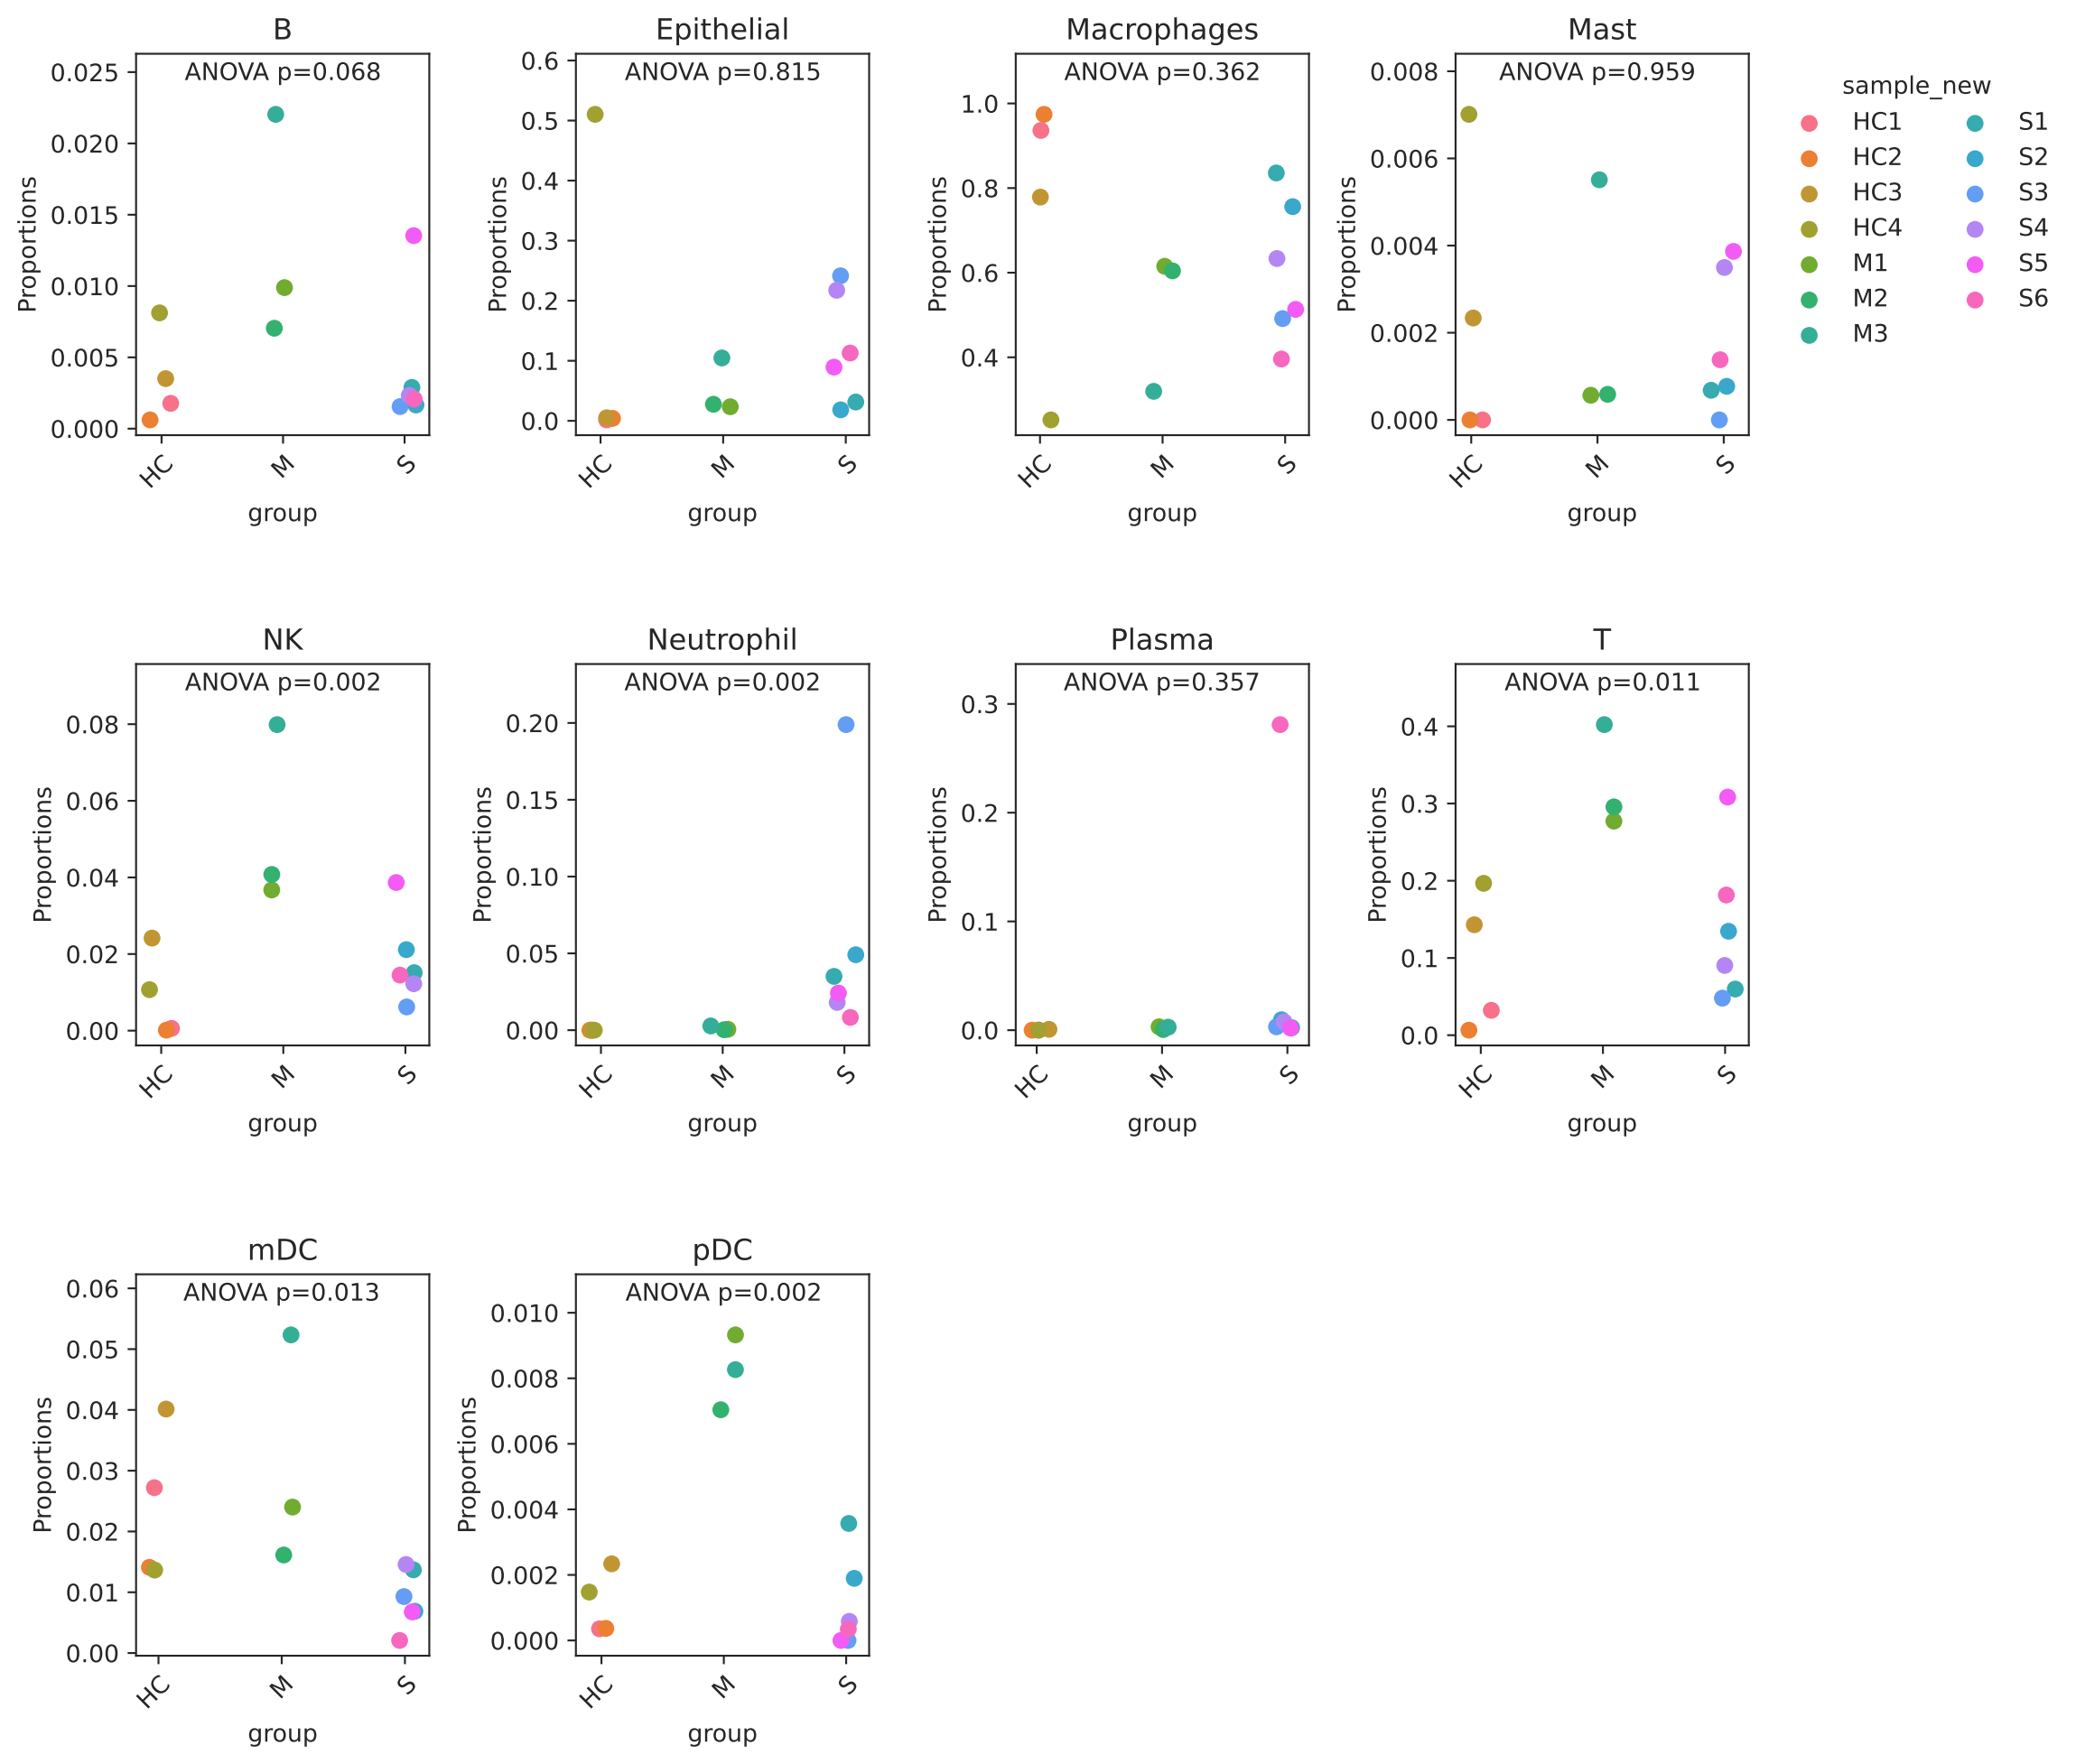 B
ANOVA p=0.068
0.025
0.020
0.015
0.010
0.005
0.000
Proportions
HC
M
S
group
Epithelial
ANOVA p=0.815
0.6
0.5
0.4
0.3
0.2
0.1
0.0
Proportions
HC
M
S
group
Macrophages
ANOVA p=0.362
1.0
0.8
0.6
0.4
Proportions
HC
M
S
group
Mast
ANOVA p=0.959
0.008
0.006
0.004
0.002
0.000
Proportions
HC
M
S
group
sample_new
HC1
HC2
HC3
HC4
M1
M2
M3
S1
S2
S3
S4
S5
S6
NK
ANOVA p=0.002
0.08
0.06
0.04
0.02
0.00
Proportions
HC
M
S
group
Neutrophil
ANOVA p=0.002
0.20
0.15
0.10
0.05
0.00
Proportions
HC
M
S
group
Plasma
ANOVA p=0.357
0.3
0.2
0.1
0.0
Proportions
HC
M
S
group
T
ANOVA p=0.011
0.4
0.3
0.2
0.1
0.0
Proportions
HC
M
S
group
mDC
ANOVA p=0.013
0.06
0.05
0.04
0.03
0.02
0.01
0.00
Proportions
HC
M
S
group
pDC
ANOVA p=0.002
0.010
0.008
0.006
0.004
0.002
0.000
Proportions
HC
M
S
group